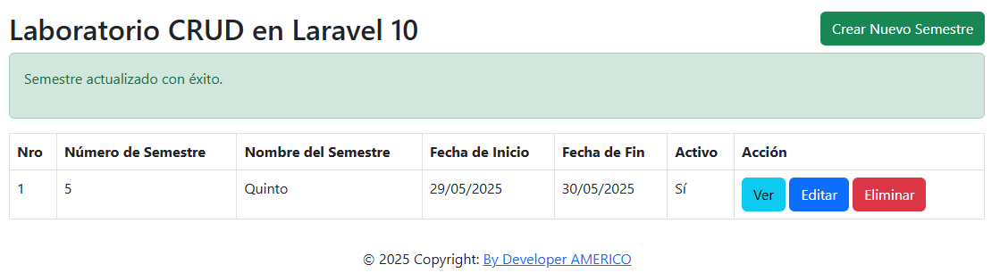 Laboratorio CRUD en Laravel 10
Crear Nuevo Semestre
Semestre actualizado con éxito.
Nro Número de Semestre Nombre del Semestre Fecha de Inicio Fecha de Fin Activo Acción
1 5 Quinto 29/05/2025 30/05/2025 Sí Ver Editar Eliminar
© 2025 Copyright: By Developer AMERICO